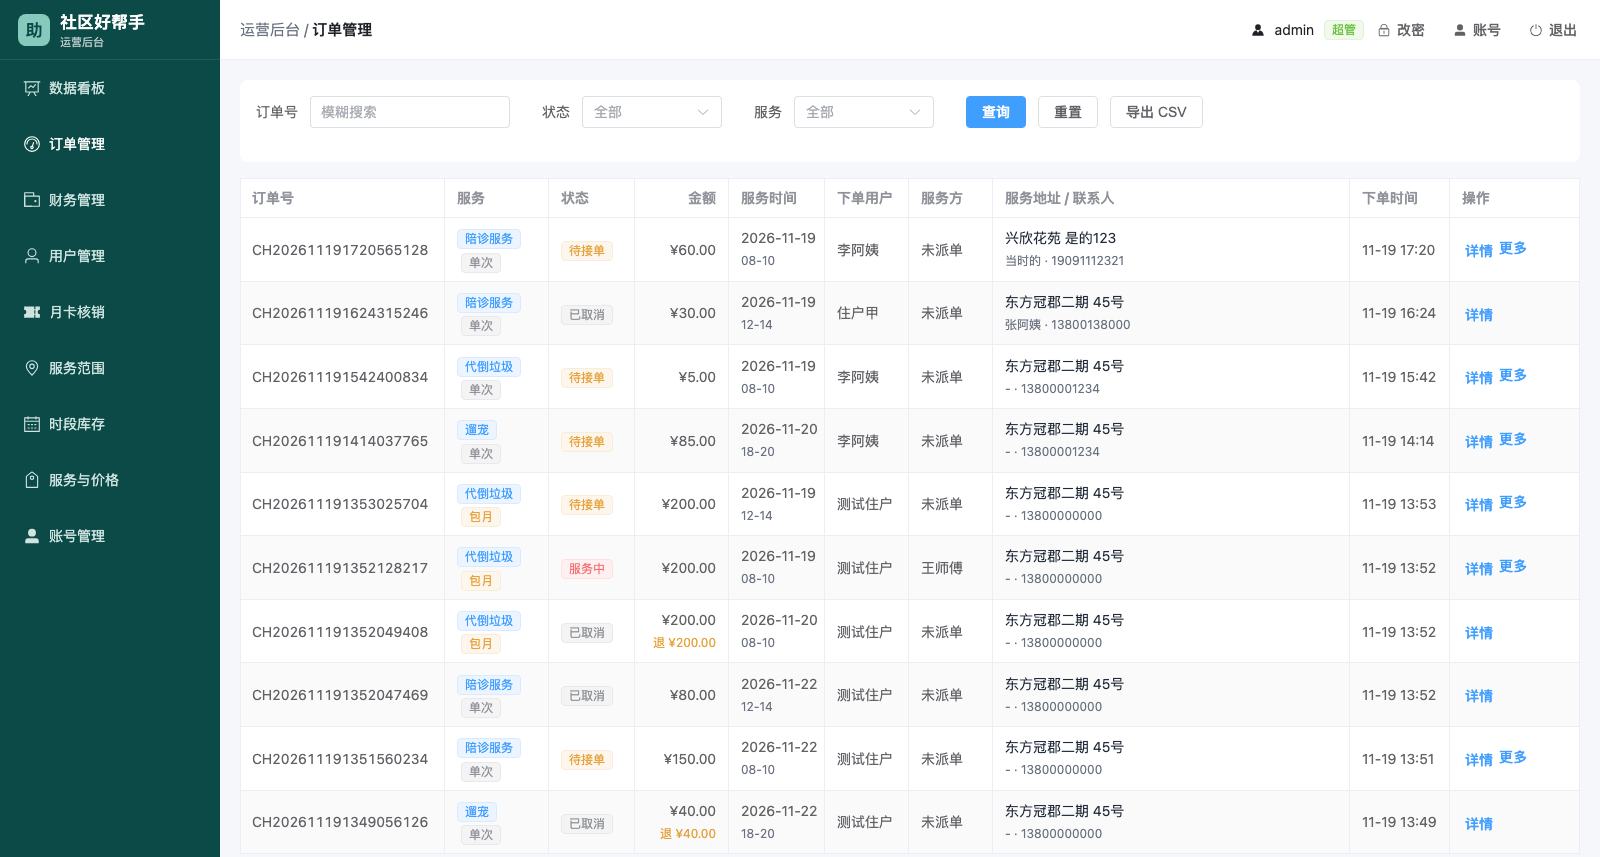 助
社区好帮手
运营后台
数据看板
订单管理
财务管理
用户管理
月卡核销
服务范围
时段库存
服务与价格
账号管理
运营后台 / 订单管理
admin 超管 改密 账号 退出
订单号 模糊搜索 状态 全部 服务 全部 查询 重置 导出 CSV
订单号 服务 状态 金额 服务时间 下单用户 服务方 服务地址 / 联系人 下单时间 操作
CH202611191720565128 陪诊服务 单次 待接单 ¥60.00 2026-11-19 08-10 李阿姨 未派单 兴欣花苑 是的123 当时的 · 19091112321 11-19 17:20 详情 更多
CH202611191624315246 陪诊服务 单次 已取消 ¥30.00 2026-11-19 12-14 住户甲 未派单 东方冠郡二期 45号 张阿姨 · 13800138000 11-19 16:24 详情
CH202611191542400834 代倒垃圾 单次 待接单 ¥5.00 2026-11-19 08-10 李阿姨 未派单 东方冠郡二期 45号 - · 13800001234 11-19 15:42 详情 更多
CH202611191414037765 遛宠 单次 待接单 ¥85.00 2026-11-20 18-20 李阿姨 未派单 东方冠郡二期 45号 - · 13800001234 11-19 14:14 详情 更多
CH202611191353025704 代倒垃圾 包月 待接单 ¥200.00 2026-11-19 12-14 测试住户 未派单 东方冠郡二期 45号 - · 13800000000 11-19 13:53 详情 更多
CH202611191352128217 代倒垃圾 包月 服务中 ¥200.00 2026-11-19 08-10 测试住户 王师傅 东方冠郡二期 45号 - · 13800000000 11-19 13:52 详情 更多
CH202611191352049408 代倒垃圾 包月 已取消 ¥200.00 退 ¥200.00 2026-11-20 08-10 测试住户 未派单 东方冠郡二期 45号 - · 13800000000 11-19 13:52 详情
CH202611191352047469 陪诊服务 单次 已取消 ¥80.00 2026-11-22 12-14 测试住户 未派单 东方冠郡二期 45号 - · 13800000000 11-19 13:52 详情
CH202611191351560234 陪诊服务 单次 待接单 ¥150.00 2026-11-22 08-10 测试住户 未派单 东方冠郡二期 45号 - · 13800000000 11-19 13:51 详情 更多
CH202611191349056126 遛宠 单次 已取消 ¥40.00 退 ¥40.00 2026-11-22 18-20 测试住户 未派单 东方冠郡二期 45号 - · 13800000000 11-19 13:49 详情